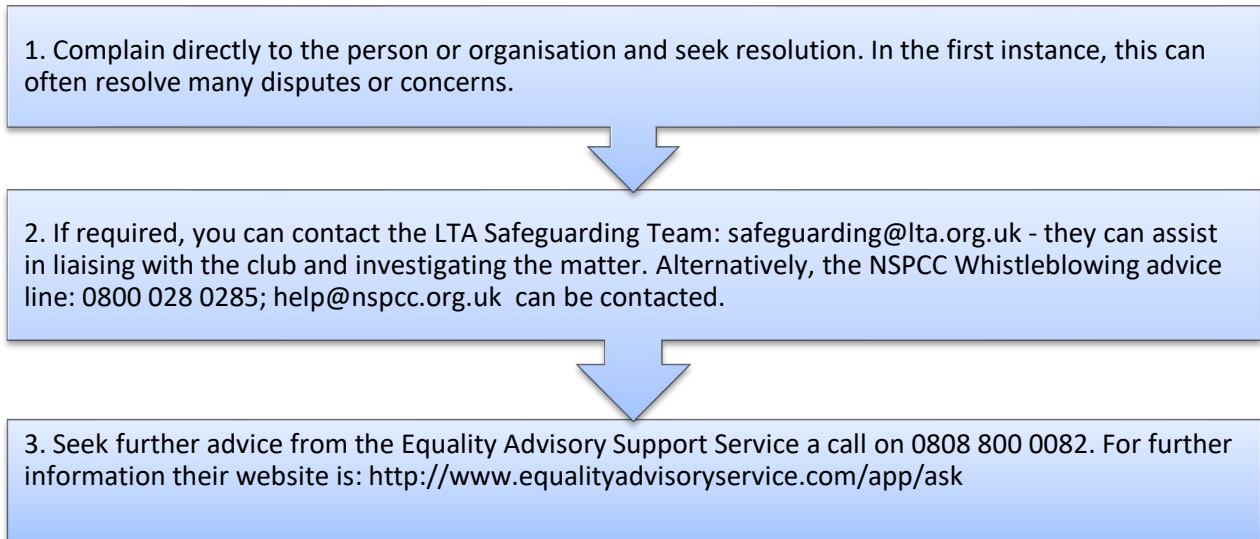 1. Complain directly to the person or organisation and seek resolution. In the first instance, this can
often resolve many disputes or concerns.
2. If required, you can contact the LTA Safeguarding Team: safeguarding@lta.org.uk - they can assist
in liaising with the club and investigating the matter. Alternatively, the NSPCC Whistleblowing advice
line: 0800 028 0285; help@nspcc.org.uk can be contacted.
3. Seek further advice from the Equality Advisory Support Service a call on 0808 800 0082. For further
information their website is: http://www.equalityadvisoryservice.com/app/ask